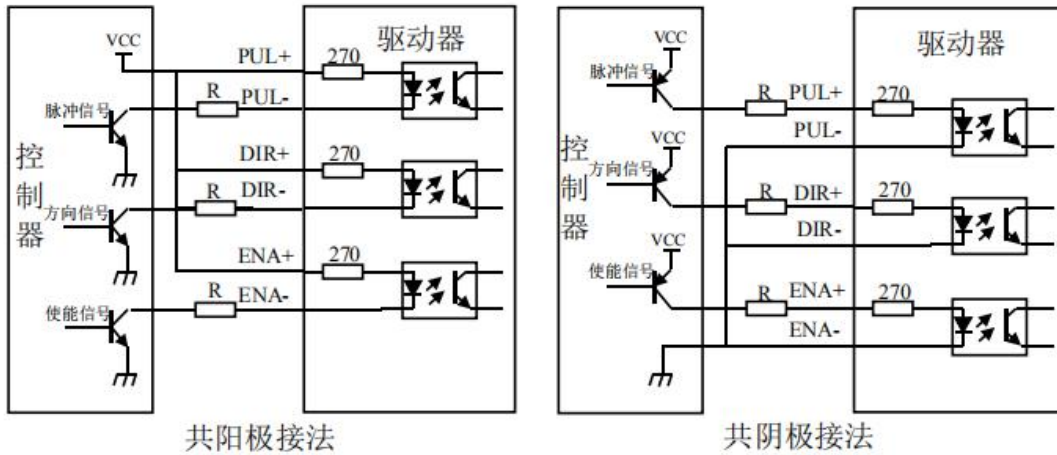 VCC
驱动器
PUL+
270
R
PUL-
脉冲信号
控制器
DIR+
270
R
DIR-
方向信号
ENA+
270
R
ENA-
使能信号
共阳极接法
VCC
驱动器
脉冲信号
R
PUL+
270
PUL-
控制器
VCC
方向信号
R
DIR+
270
DIR-
VCC
使能信号
R
ENA+
270
ENA-
共阴极接法